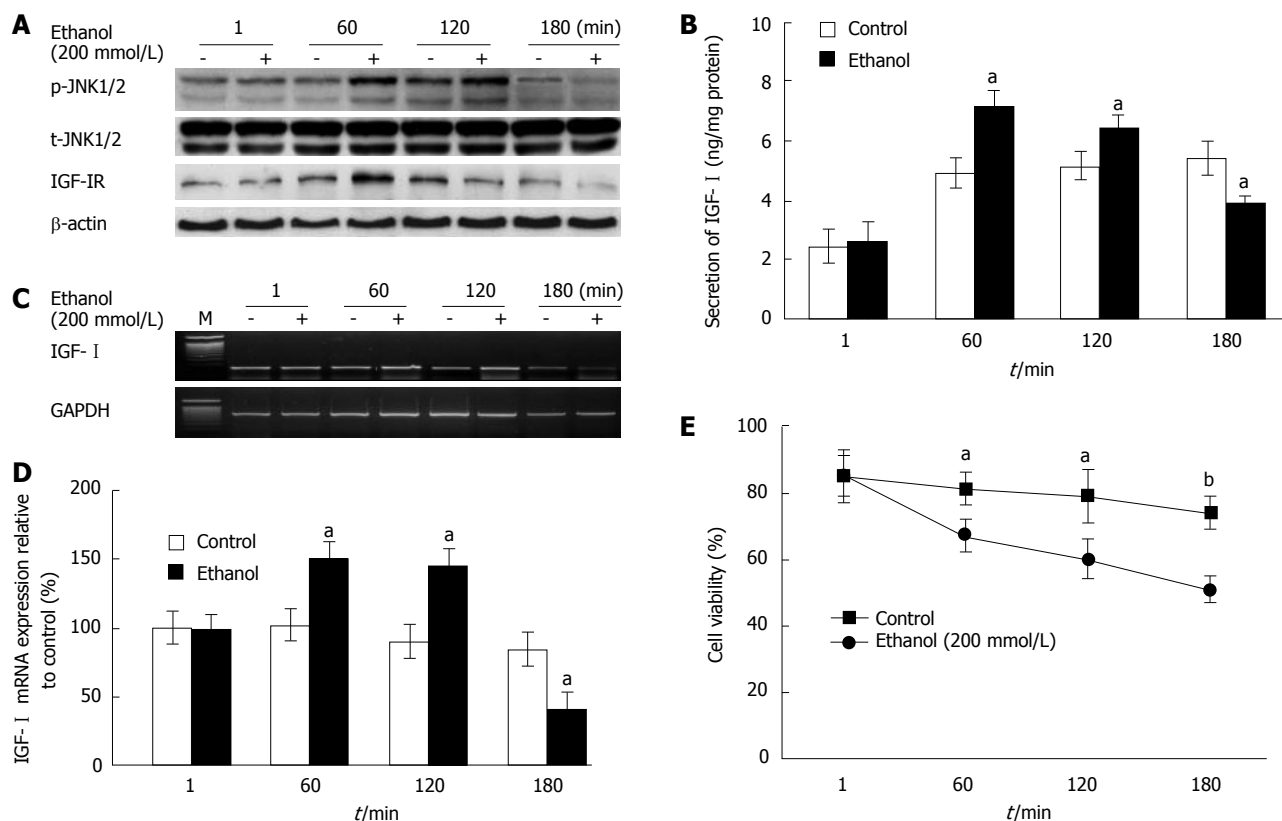 A
Ethanol
(200 mmol/L)
1 60 120 180 (min)
- + - + - + - +
p-JNK1/2
t-JNK1/2
IGF-IR
β-actin
B
Secretion of IGF-Ⅰ (ng/mg protein)
10
8
6
4
2
0
Control
Ethanol
a
a
a
1 60 120 180
t/min
C
Ethanol
(200 mmol/L)
1 60 120 180 (min)
M - + - + - + - +
IGF-Ⅰ
GAPDH
D
IGF-Ⅰ mRNA expression relative
to control (%)
200
150
100
50
0
Control
Ethanol
a
a
a
1 60 120 180
t/min
E
Cell viability (%)
100
80
60
40
20
0
a a b
Control
Ethanol (200 mmol/L)
1 60 120 180
t/min